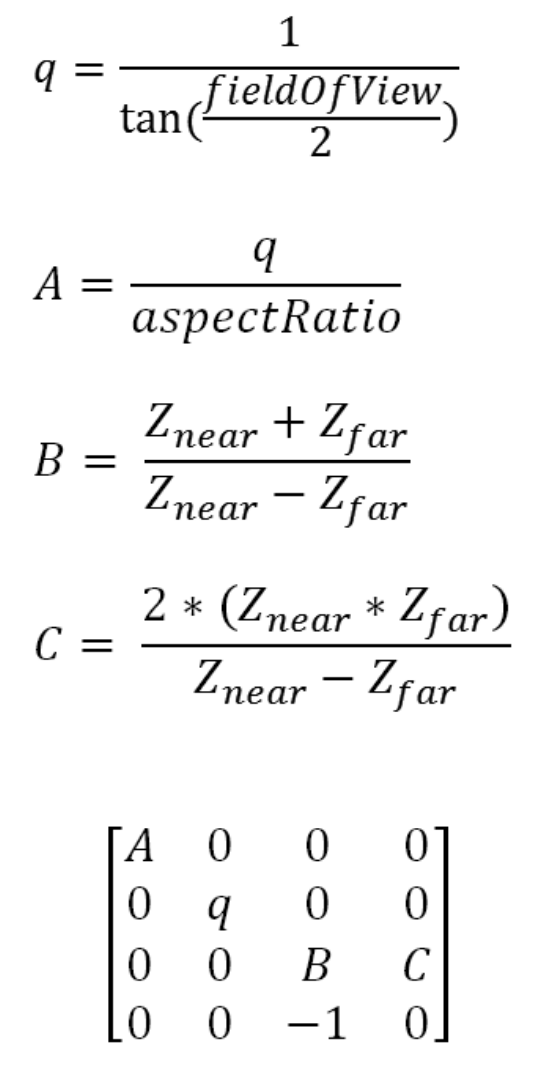 q = 1 / tan(fieldOfView / 2)
A = q / aspectRatio
B = Z_near + Z_far / Z_near − Z_far
C = 2 * (Z_near * Z_far) / Z_near − Z_far
[A 0 0 0
0 q 0 0
0 0 B C
0 0 −1 0]